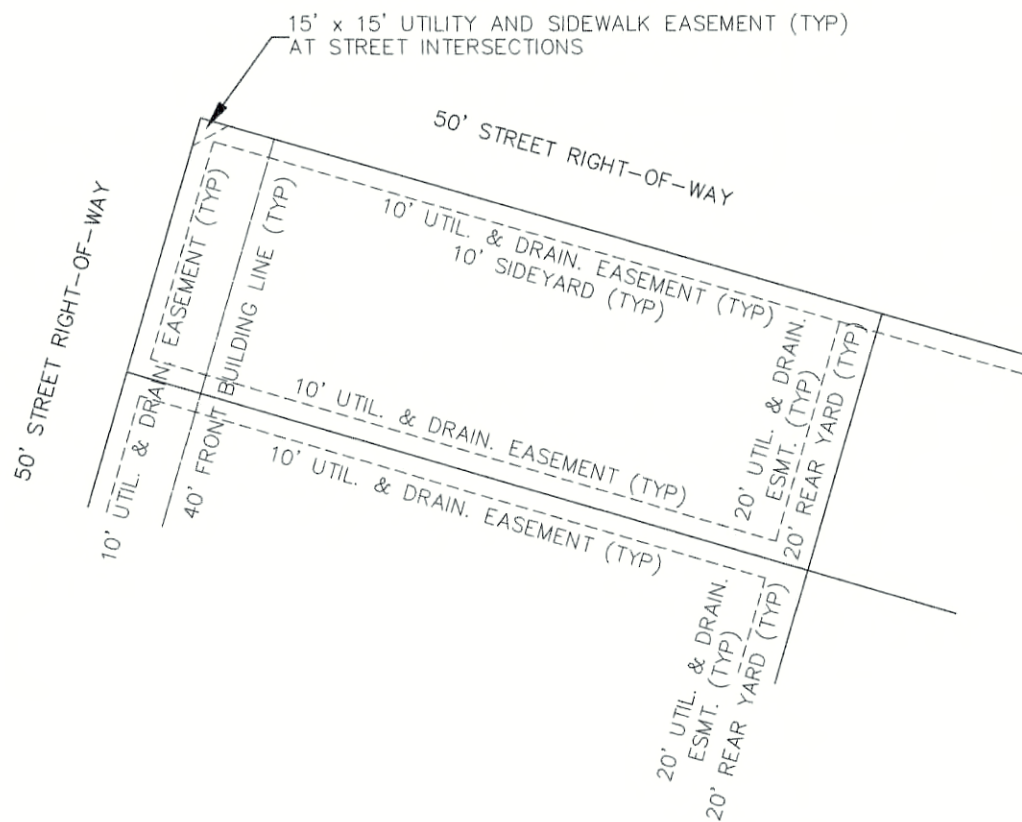 15' x 15' UTILITY AND SIDEWALK EASEMENT (TYP)
AT STREET INTERSECTIONS
50' STREET RIGHT-OF-WAY
50' STREET RIGHT-OF-WAY
10' UTIL. & DRAIN. EASEMENT (TYP)
40' FRONT BUILDING LINE (TYP)
10' UTIL. & DRAIN. EASEMENT (TYP)
10' SIDEYARD (TYP)
20' UTIL. & DRAIN.
ESMT. (TYP)
20' REAR YARD (TYP)
10' UTIL. & DRAIN. EASEMENT (TYP)
10' UTIL. & DRAIN. EASEMENT (TYP)
20' UTIL. & DRAIN.
ESMT. (TYP)
20' REAR YARD (TYP)